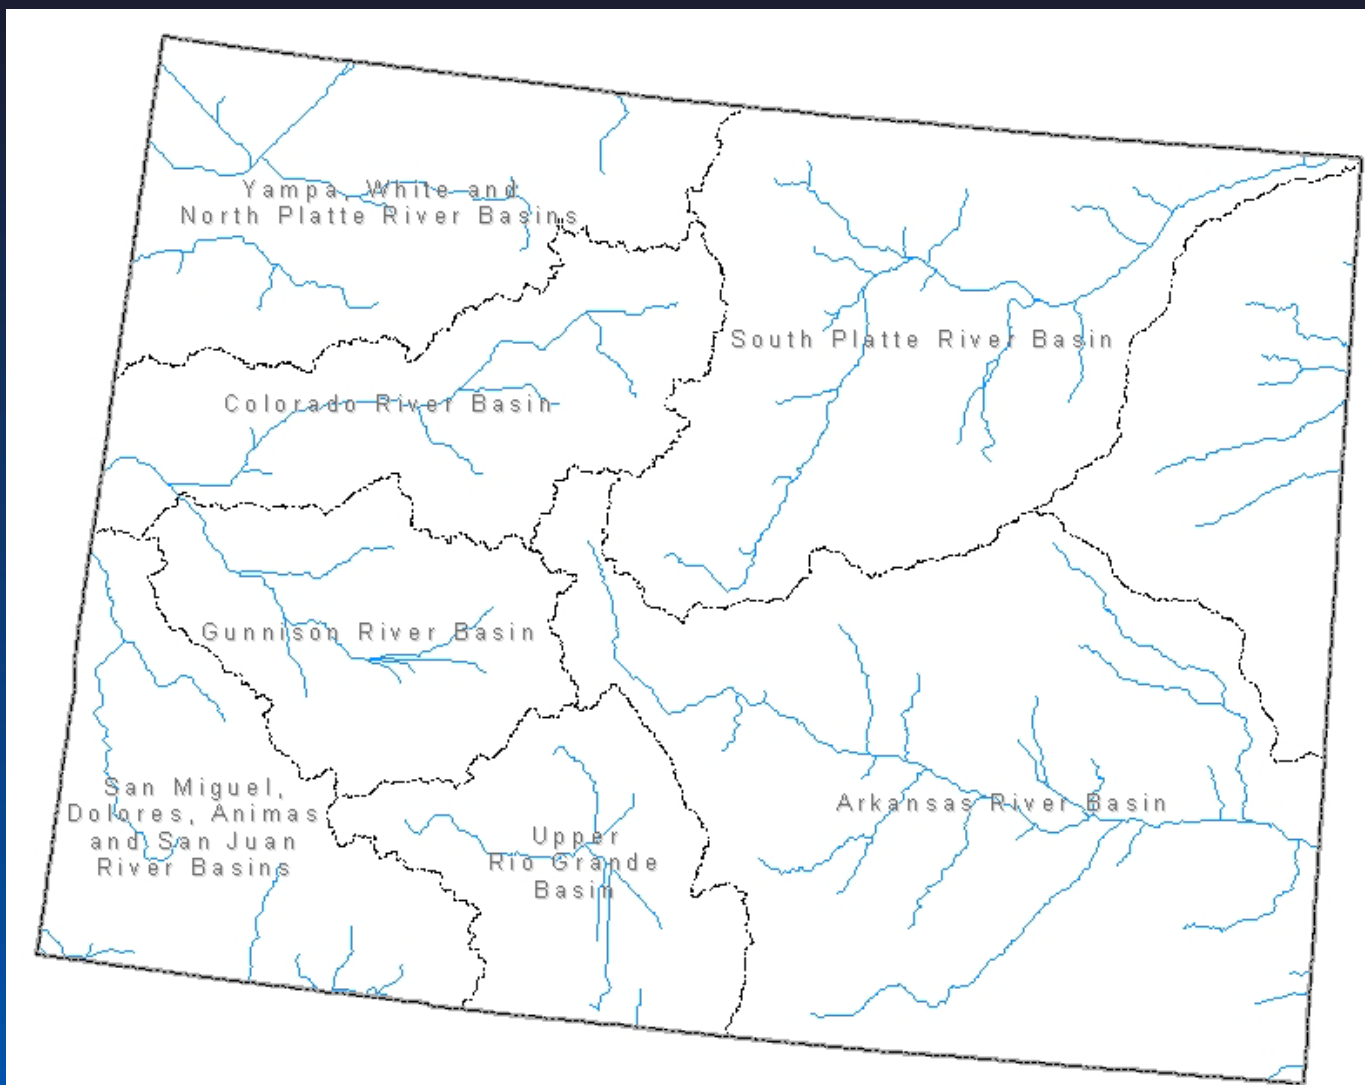 Yampa, White and
North Platte River Basins
South Platte River Basin
Colorado River Basin
Gunnison River Basin
San Miguel,
Dolores, Animas
and San Juan
River Basins
Upper
Rio Grande
Basin
Arkansas River Basin